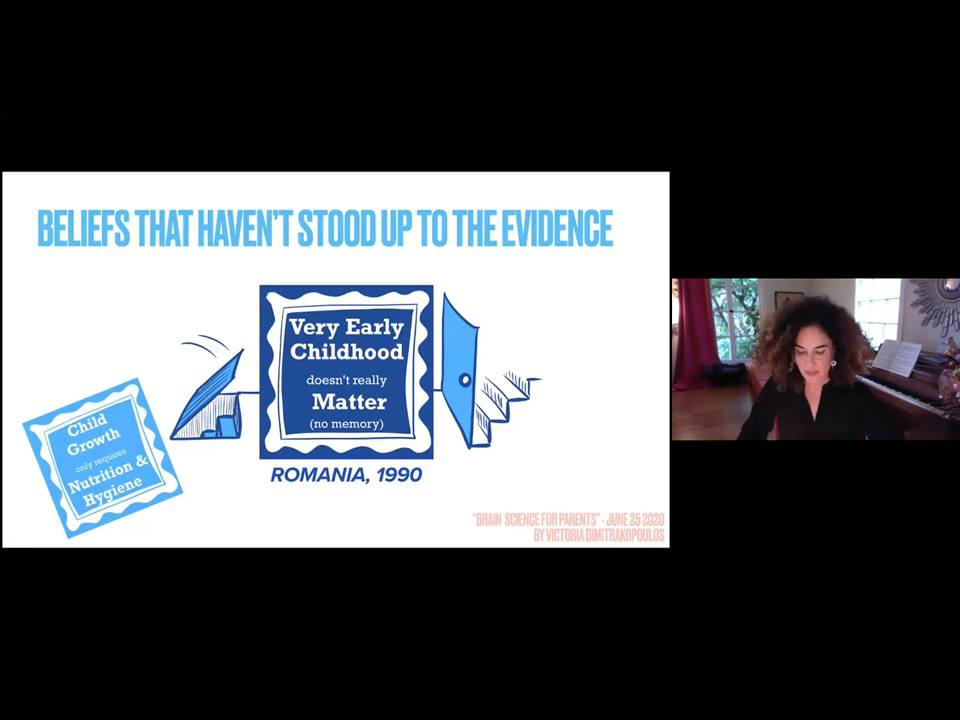 BELIEFS THAT HAVEN'T STOOD UP TO THE EVIDENCE
Very Early
Childhood
doesn't really
Matter
(no memory)
ROMANIA, 1990
Child
Growth
only requires
Nutrition &
Hygiene
"BRAIN SCIENCE FOR PARENTS" - JUNE 25 2020
BY VICTORIA DIMITRAKOPOULOS